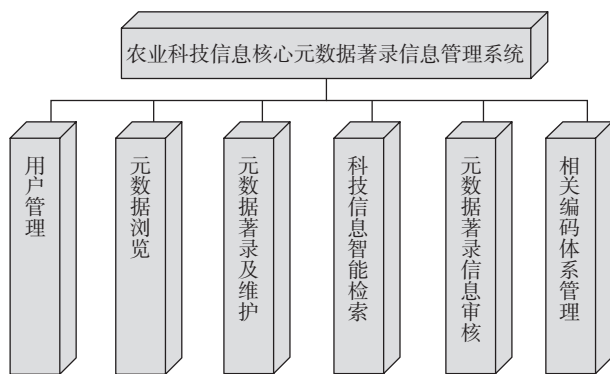 农业科技信息核心元数据著录信息管理系统
用户管理
元数据浏览
元数据著录及维护
科技信息智能检索
元数据著录信息审核
相关编码体系管理